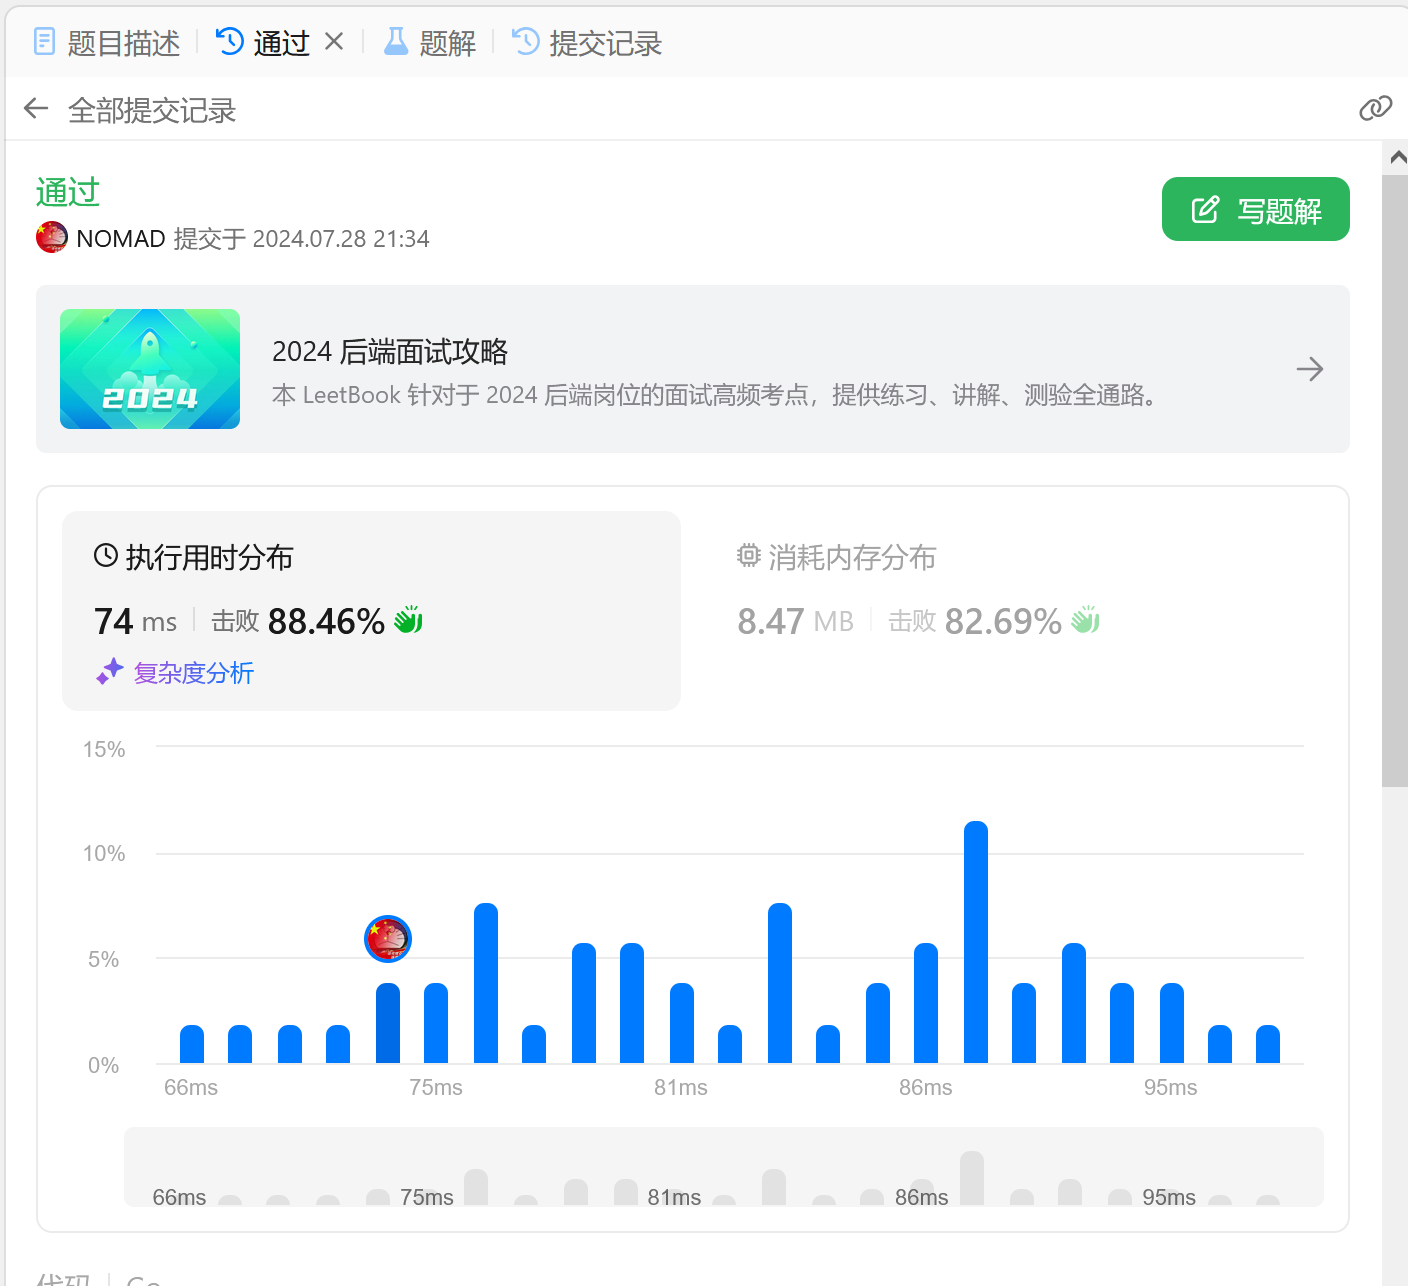 题目描述 通过 题解 提交记录
全部提交记录
通过
写题解
NOMAD 提交于 2024.07.28 21:34
2024
2024 后端面试攻略
本 LeetBook 针对于 2024 后端岗位的面试高频考点，提供练习、讲解、测验全通路。
执行用时分布
74 ms 击败 88.46%
复杂度分析
消耗内存分布
8.47 MB 击败 82.69%
15%
10%
5%
0%
66ms 75ms 81ms 86ms 95ms
66ms 75ms 81ms 86ms 95ms
代码 Go